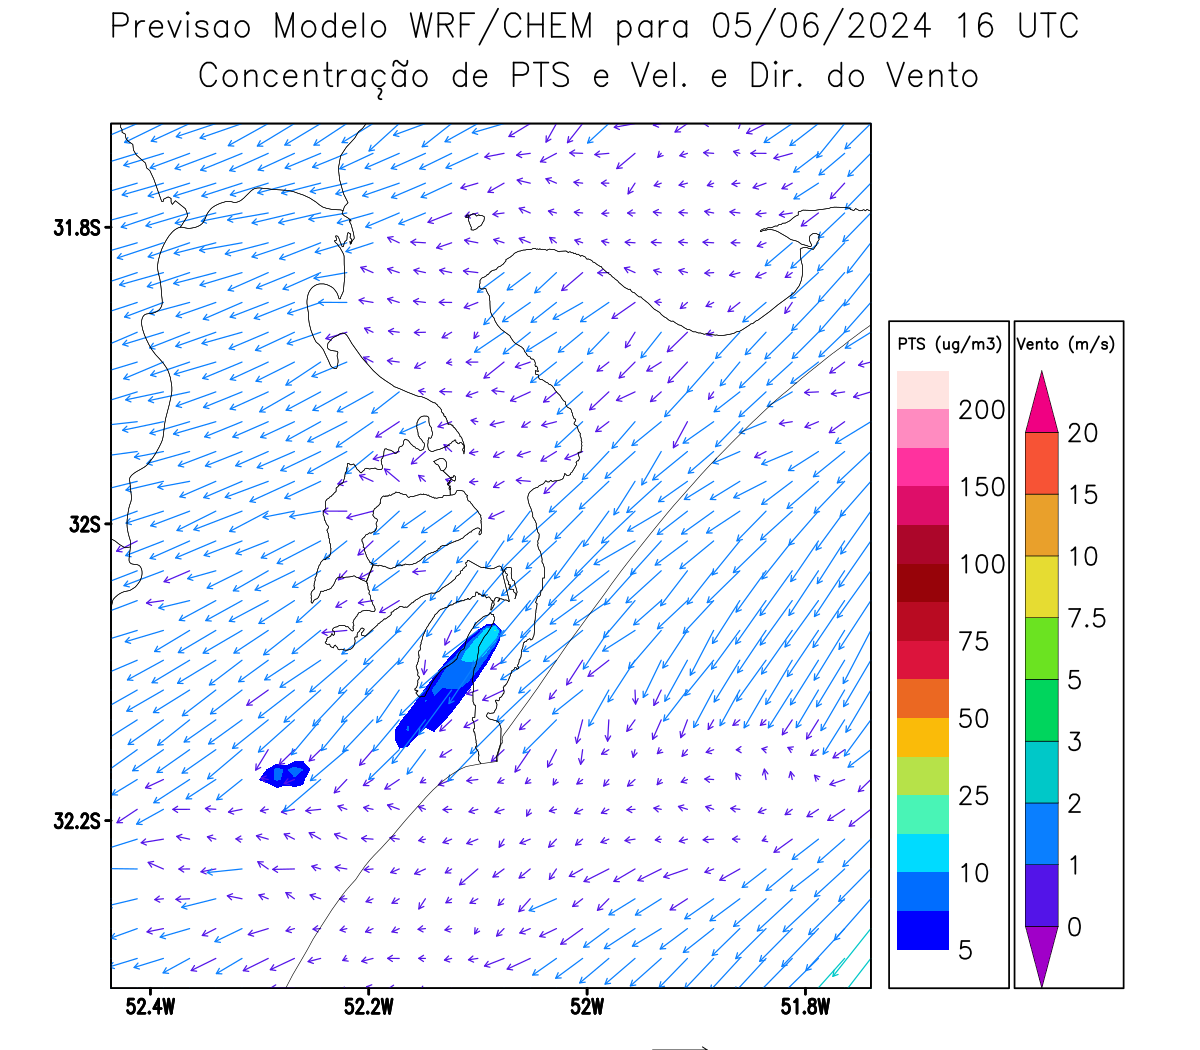 Previsao Modelo WRF/CHEM para 05/06/2024 16 UTC
Concentração de PTS e Vel. e Dir. do Vento
31.8S
32S
32.2S
52.4W 52.2W 52W 51.8W
PTS (ug/m3)
200
150
100
75
50
25
10
5
Vento (m/s)
20
15
10
7.5
5
3
2
1
0